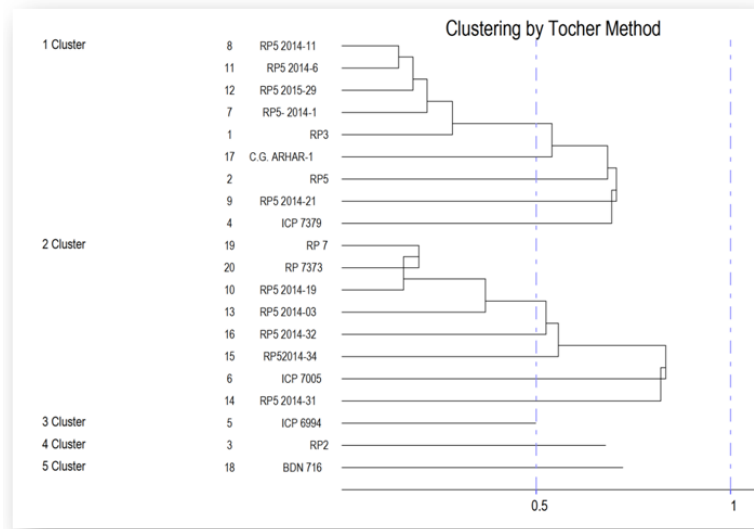 Clustering by Tocher Method
1 Cluster 8 RP5 2014-11
11 RP5 2014-6
12 RP5 2015-29
7 RP5- 2014-1
1 RP3
17 C.G. ARHAR-1
2 RP5
9 RP5 2014-21
4 ICP 7379
2 Cluster 19 RP 7
20 RP 7373
10 RP5 2014-19
13 RP5 2014-03
16 RP5 2014-32
15 RP52014-34
6 ICP 7005
14 RP5 2014-31
3 Cluster 5 ICP 6994
4 Cluster 3 RP2
5 Cluster 18 BDN 716
0.5 1